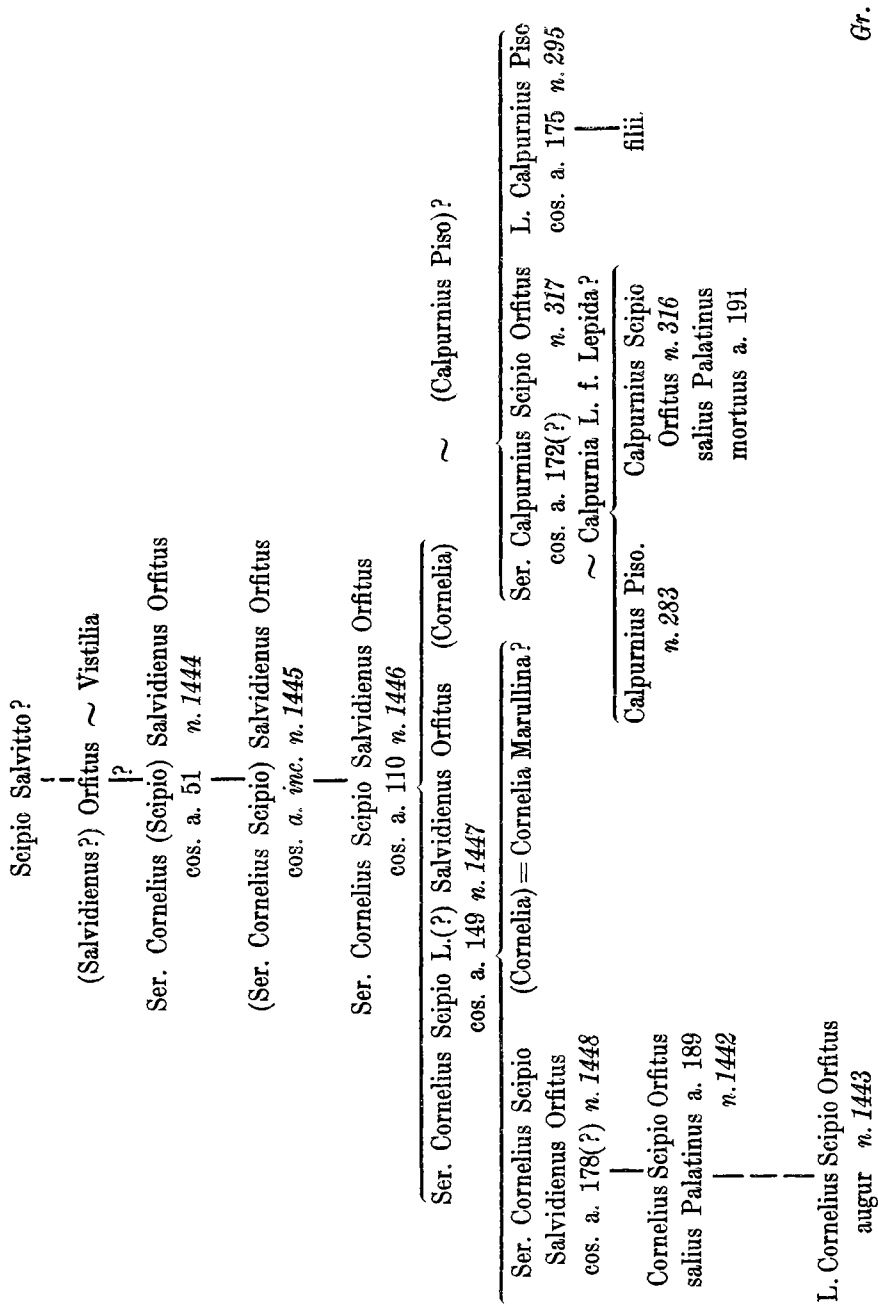 Scipio Salvitto?
(Salvidienus?) Orfitus ~ Vistilia
?
Ser. Cornelius (Scipio) Salvidienus Orfitus
cos. a. 51 n. 1444
(Ser. Cornelius Scipio) Salvidienus Orfitus
cos. a. inc. n. 1445
Ser. Cornelius Scipio Salvidienus Orfitus
cos. a. 110 n. 1446
Ser. Cornelius Scipio L.(?) Salvidienus Orfitus (Cornelia) ~ (Calpurnius Piso)?
cos. a. 149 n. 1447
Ser. Cornelius Scipio
Salvidienus Orfitus
cos. a. 178(?) n. 1448
(Cornelia) = Cornelia Marullina?
Ser. Calpurnius Scipio Orfitus
cos. a. 172(?) n. 317
~ Calpurnia L. f. Lepida?
L. Calpurnius Piso
cos. a. 175 n. 295
filii.
Cornelius Scipio Orfitus
salius Palatinus a. 189
n. 1442
Calpurnius Piso.
n. 283
Calpurnius Scipio
Orfitus n. 316
salius Palatinus
mortuus a. 191
L. Cornelius Scipio Orfitus
augur n. 1443
Gr.